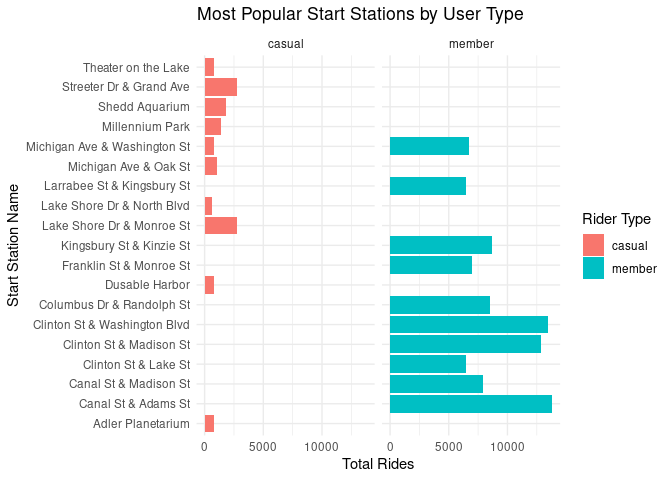 Most Popular Start Stations by User Type
casual member
Theater on the Lake
Streeter Dr & Grand Ave
Shedd Aquarium
Millennium Park
Michigan Ave & Washington St
Michigan Ave & Oak St
Larrabee St & Kingsbury St
Lake Shore Dr & North Blvd
Lake Shore Dr & Monroe St
Kingsbury St & Kinzie St
Franklin St & Monroe St
Dusable Harbor
Columbus Dr & Randolph St
Clinton St & Washington Blvd
Clinton St & Madison St
Clinton St & Lake St
Canal St & Madison St
Canal St & Adams St
Adler Planetarium
Start Station Name
0 5000 10000 0 5000 10000
Total Rides
Rider Type
casual
member